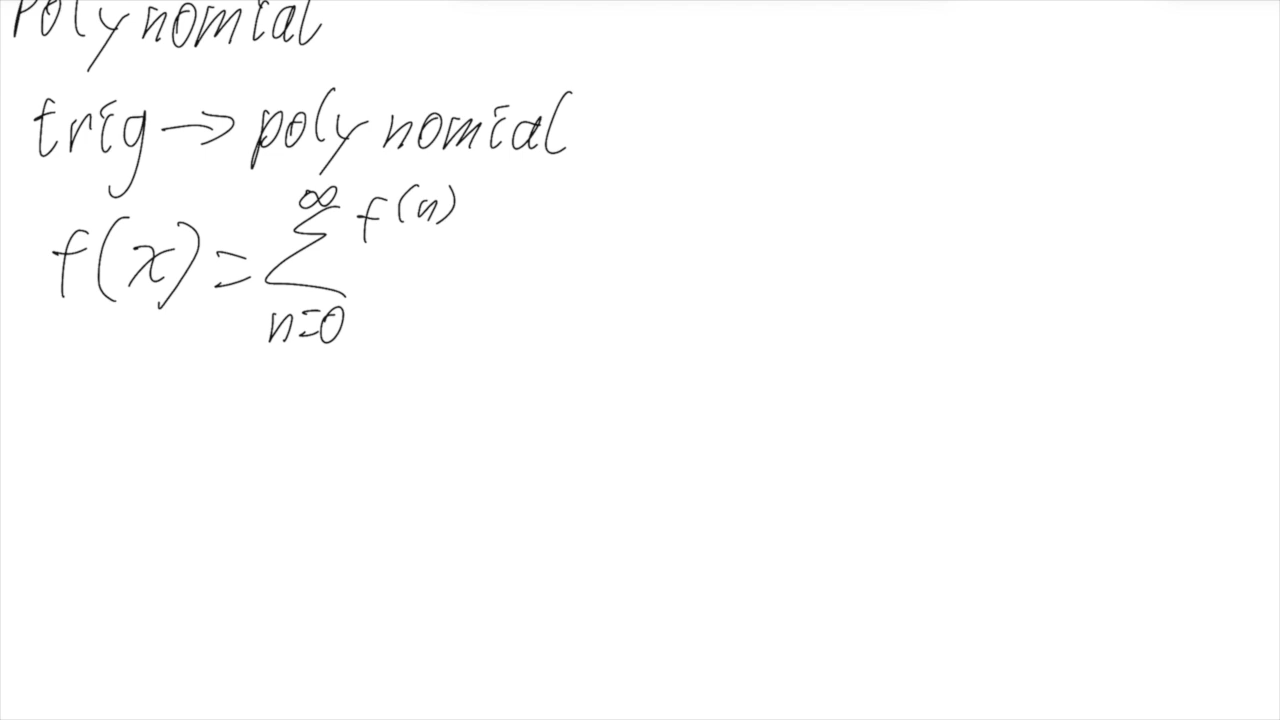 Polynomial
trig → polynomial
f(x) = ∑_{n=0}^{∞} f^{(n)}